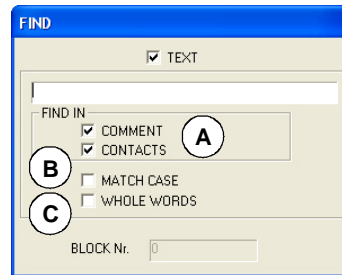 FIND
TEXT
FIND IN
COMMENT
CONTACTS
A
B
MATCH CASE
C
WHOLE WORDS
BLOCK Nr. 0